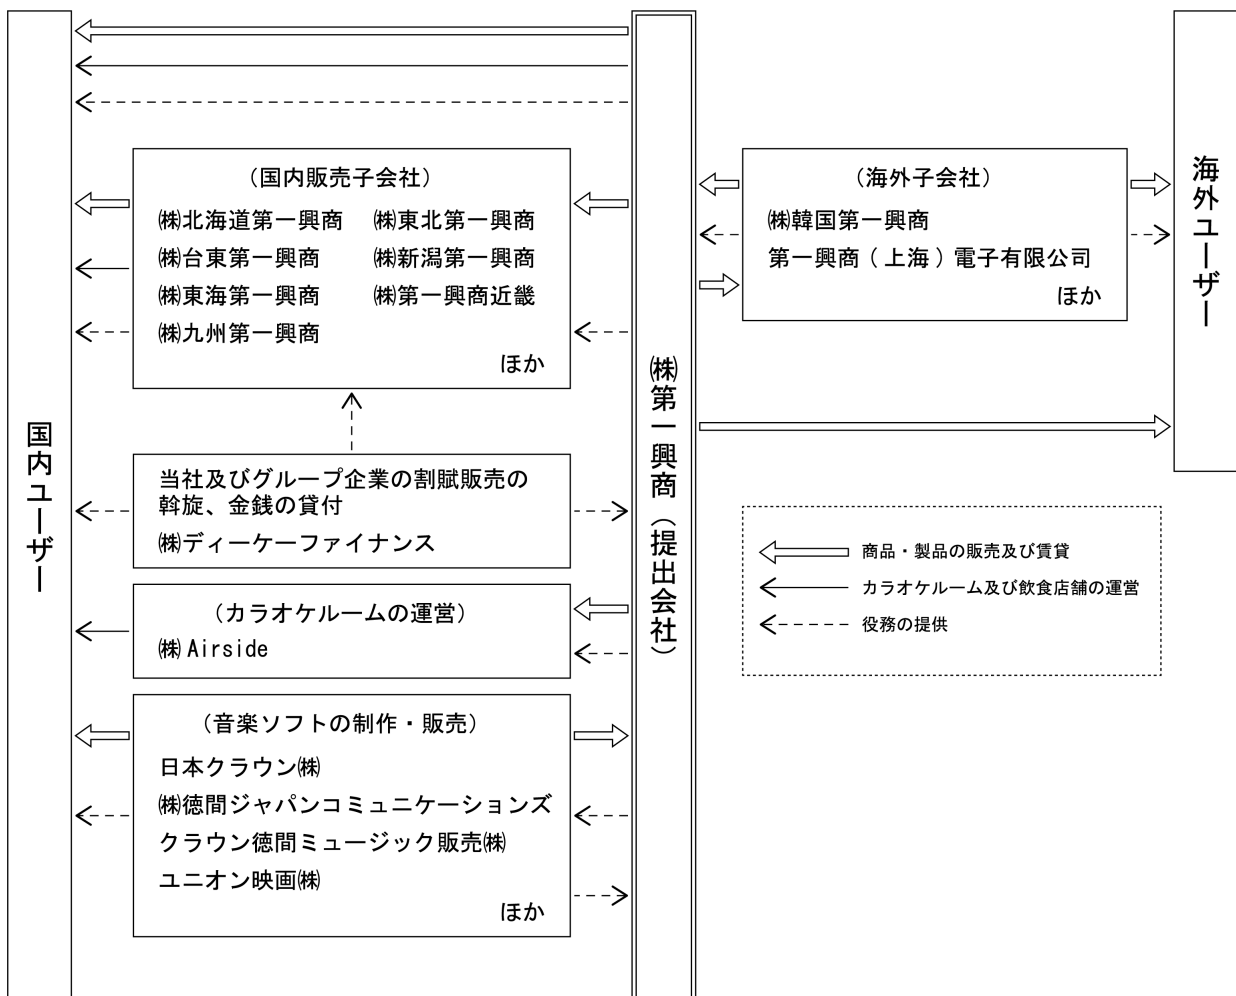 国内ユーザー
（国内販売子会社）
㈱北海道第一興商　㈱東北第一興商
㈱台東第一興商　㈱新潟第一興商
㈱東海第一興商　㈱第一興商近畿
㈱九州第一興商
ほか
当社及びグループ企業の割賦販売の
斡旋、金銭の貸付
㈱ディーケーファイナンス
（カラオケルームの運営）
㈱Airside
（音楽ソフトの制作・販売）
日本クラウン㈱
㈱徳間ジャパンコミュニケーションズ
クラウン徳間ミュージック販売㈱
ユニオン映画㈱
ほか
㈱第一興商（提出会社）
（海外子会社）
㈱韓国第一興商
第一興商（上海）電子有限公司
ほか
海外ユーザー
商品・製品の販売及び賃貸
カラオケルーム及び飲食店舗の運営
役務の提供